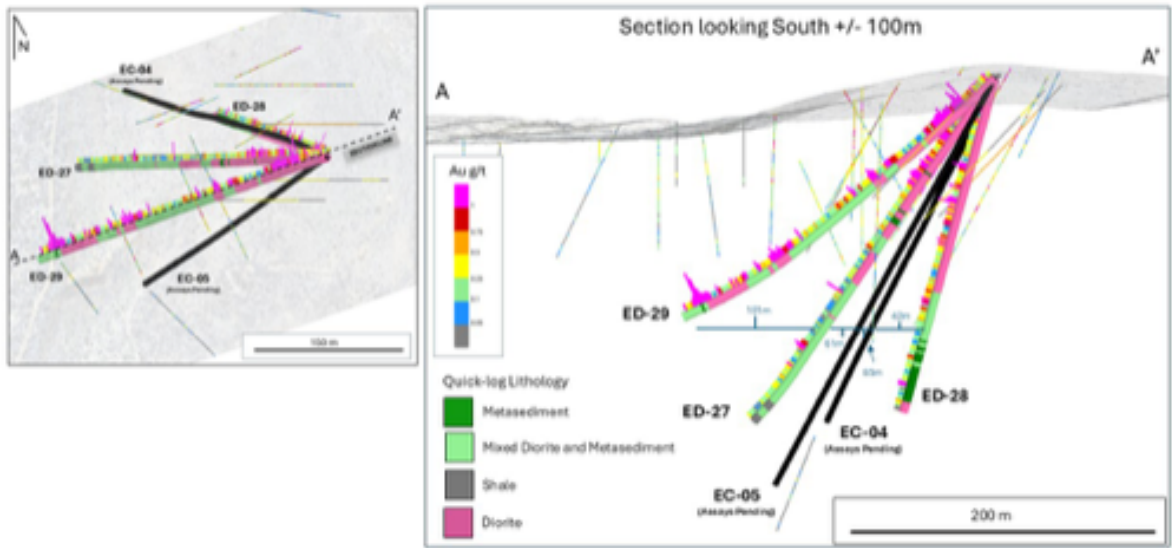 N
EC-04
(Assays Pending)
ED-28
A'
ED-27
A
ED-29
EC-05
(Assays Pending)
Section looking South +/- 100m
A
A'
Au g/t
ED-29
ED-27
ED-28
EC-04
(Assays Pending)
EC-05
(Assays Pending)
Quick-log Lithology
Metasediment
Mixed Diorite and Metasediment
Shale
Diorite
200 m